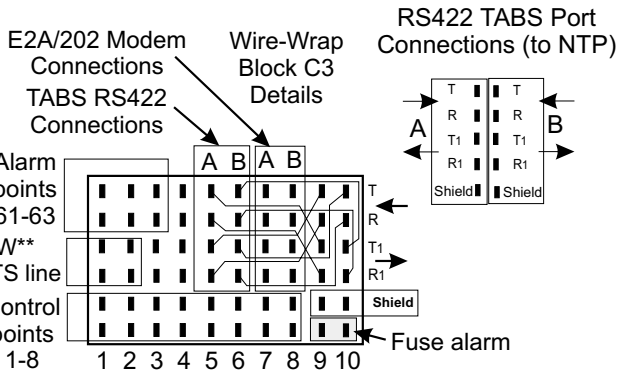 RS422 TABS Port
Connections (to NTP)
E2A/202 Modem
Connections
Wire-Wrap
Block C3
Details
TABS RS422
Connections
T T
R R
A B
T1 T1
R1 R1
Shield Shield
Alarm
points
61-63
A B A B
T
R
W**
TS line
T1
R1
Control
points
1-8
Shield
Fuse alarm
1 2 3 4 5 6 7 8 9 10